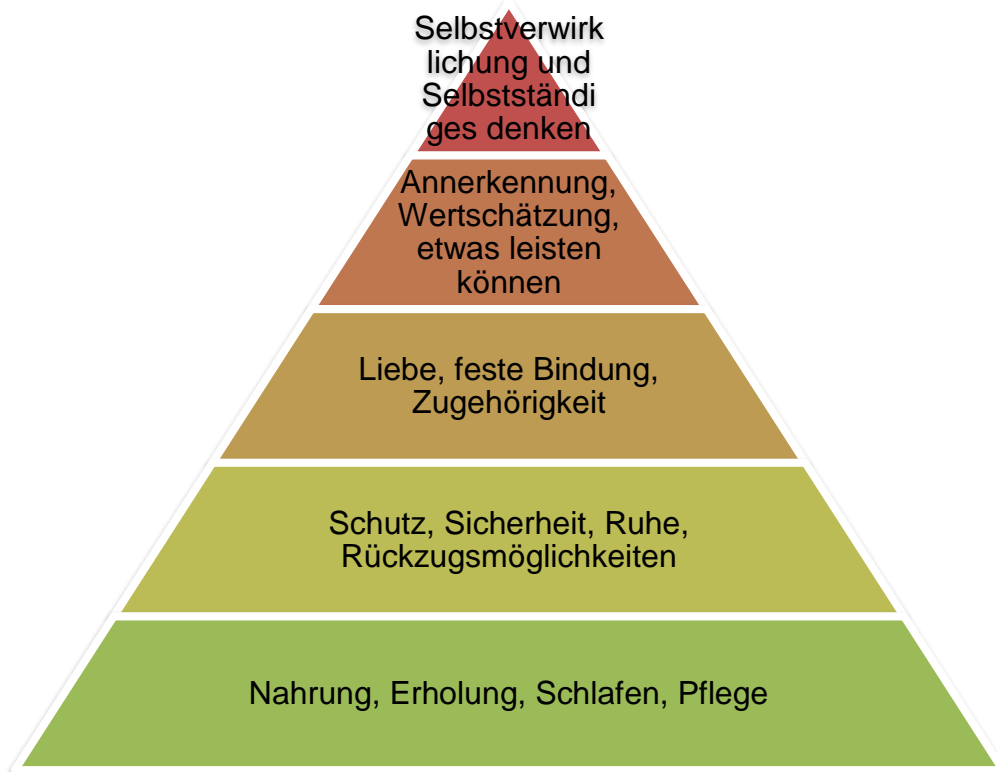 Selbstverwirk
lichung und
Selbstständi
ges denken
Annerkennung,
Wertschätzung,
etwas leisten
können
Liebe, feste Bindung,
Zugehörigkeit
Schutz, Sicherheit, Ruhe,
Rückzugsmöglichkeiten
Nahrung, Erholung, Schlafen, Pflege